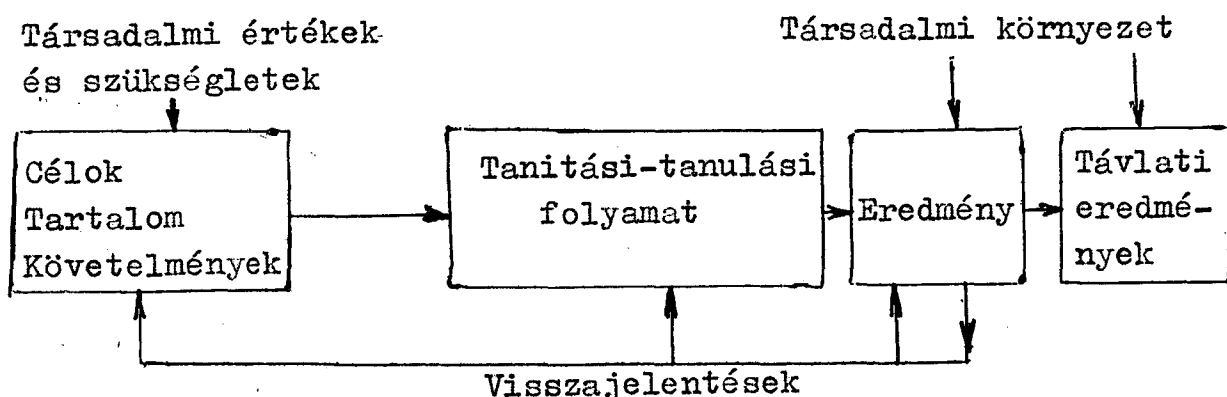 Társadalmi értékek
és szükségletek
Társadalmi környezet
Célok
Tartalom
Követelmények
Tanitási-tanulási
folyamat
Eredmény
Távlati
eredmé-
nyek
Visszajelentések